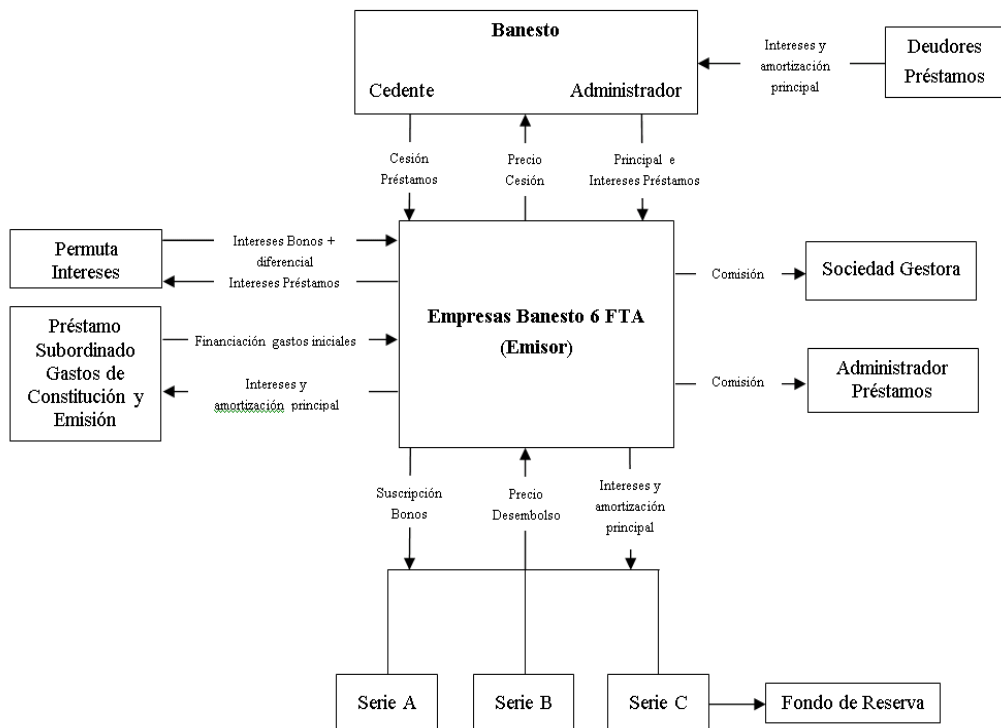 Banesto
Cedente
Administrador
Intereses y
amortización
principal
Deudores
Préstamos
Cesión
Préstamos
Precio
Cesión
Principal e
Intereses Préstamos
Permuta
Intereses
Intereses Bonos +
diferencial
Intereses Préstamos
Préstamo
Subordinado
Gastos de
Constitución y
Emisión
Financiación gastos iniciales
Intereses y
amortización principal
Empresas Banesto 6 FTA
(Emisor)
Comisión
Sociedad Gestora
Comisión
Administrador
Préstamos
Suscripción
Bonos
Precio
Desembolso
Intereses y
amortización
principal
Serie A
Serie B
Serie C
Fondo de Reserva